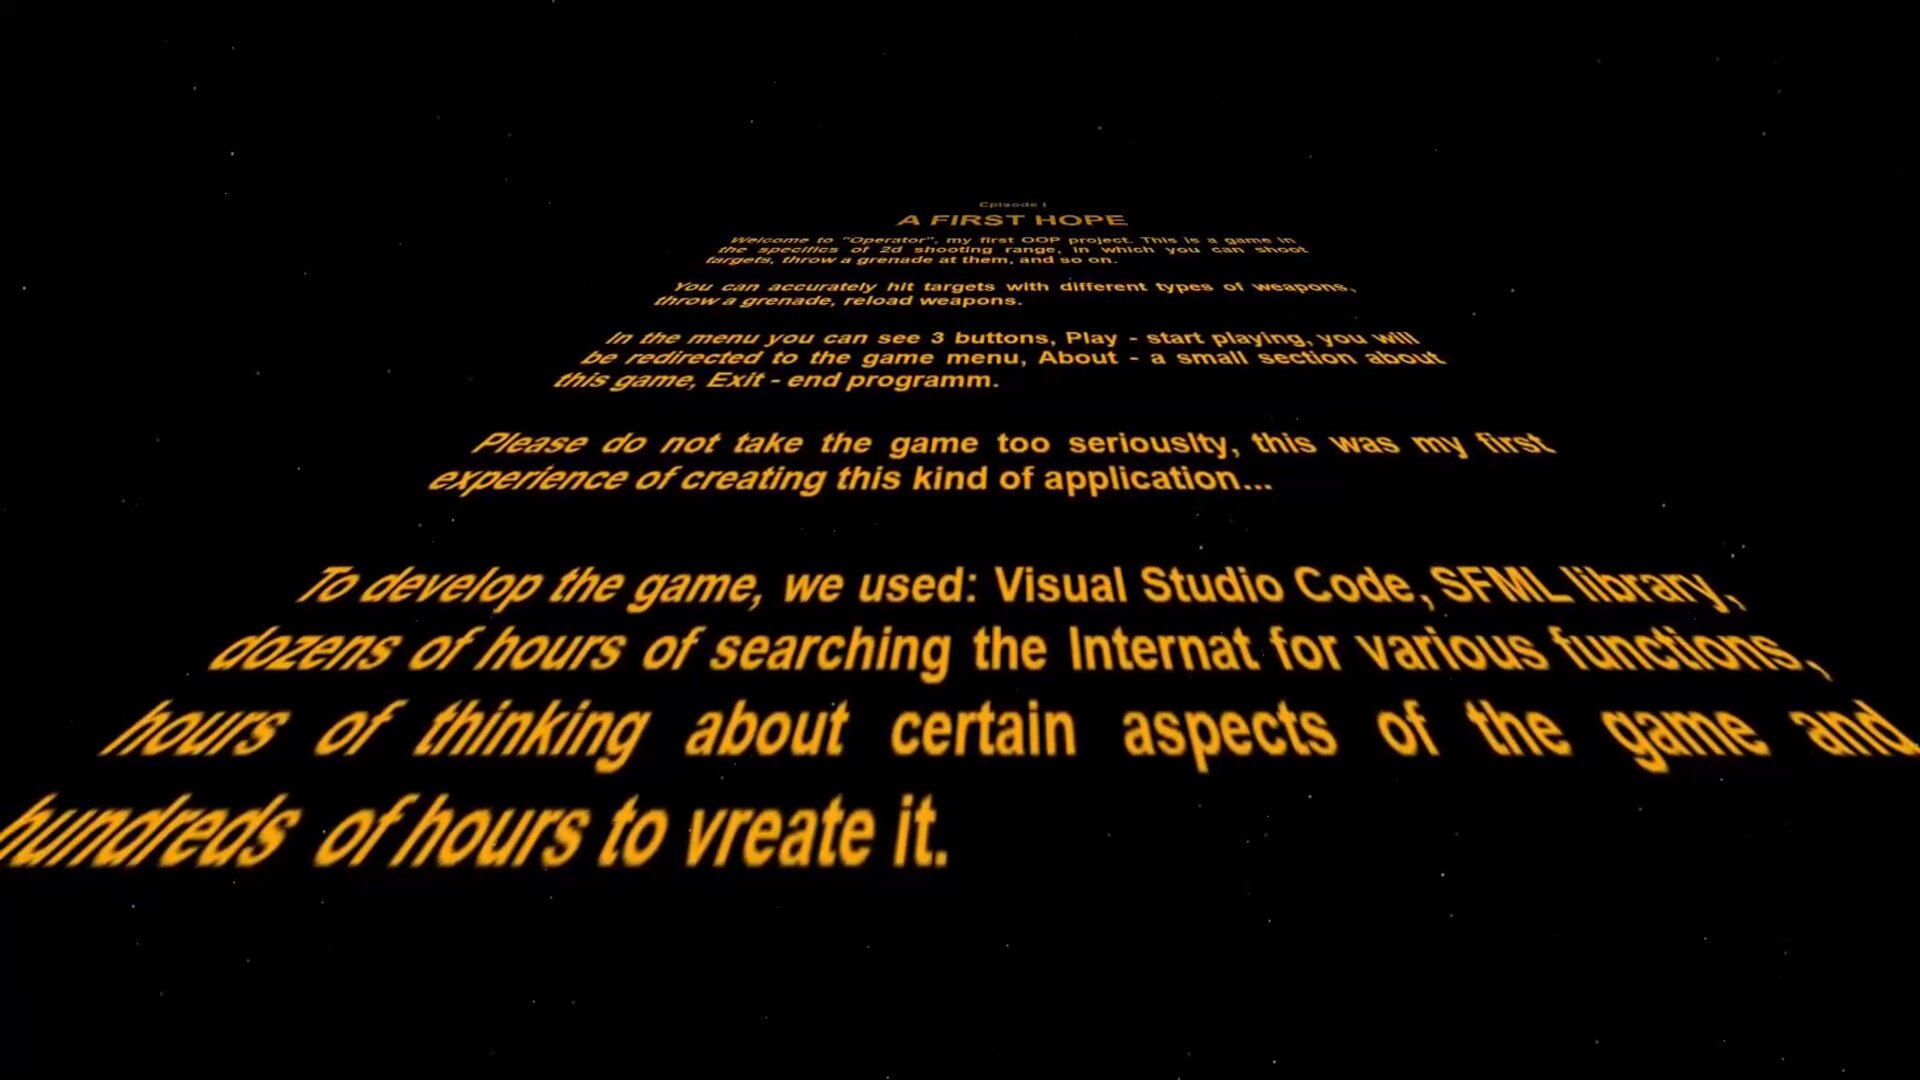 Episode I
A FIRST HOPE
Welcome to "Operator", my first OOP project. This is a game in
the specifics of 2d shooting range, in which you can shoot
targets, throw a grenade at them, and so on.
You can accurately hit targets with different types of weapons,
throw a grenade, reload weapons.
In the menu you can see 3 buttons, Play - start playing, you will
be redirected to the game menu, About - a small section about
this game, Exit - end programm.
Please do not take the game too seriouslty, this was my first
experience of creating this kind of application...
To develop the game, we used: Visual Studio Code, SFML library,
dozens of hours of searching the Internat for various functions,
hours of thinking about certain aspects of the game and
hundreds of hours to vreate it.